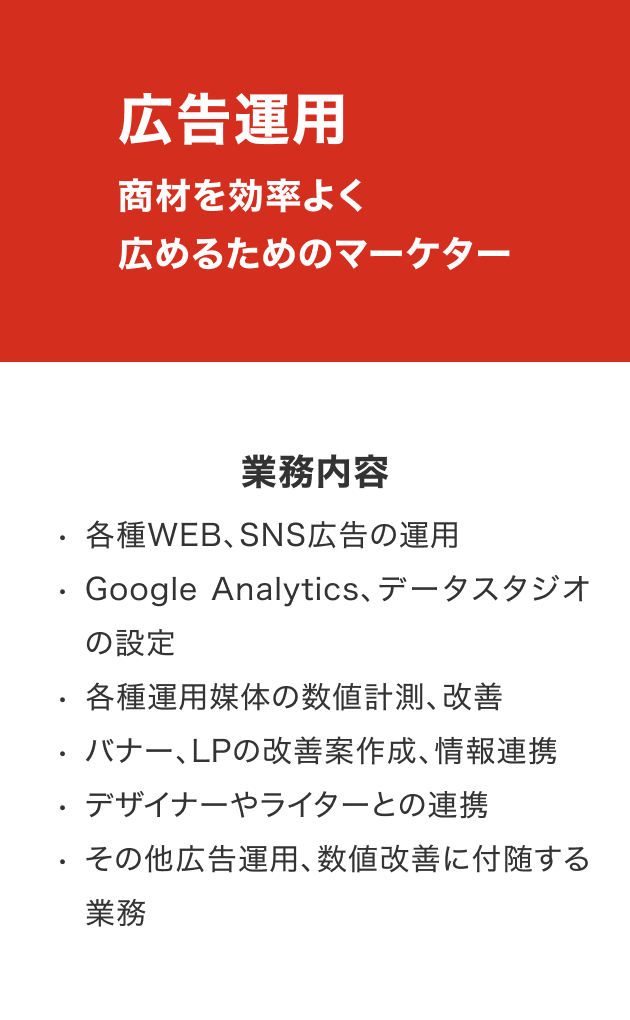 広告運用
商材を効率よく
広めるためのマーケター
業務内容
・ 各種WEB、SNS広告の運用
・ Google Analytics、データスタジオ
の設定
・ 各種運用媒体の数値計測、改善
・ バナー、LPの改善案作成、情報連携
・ デザイナーやライターとの連携
・ その他広告運用、数値改善に付随する
業務